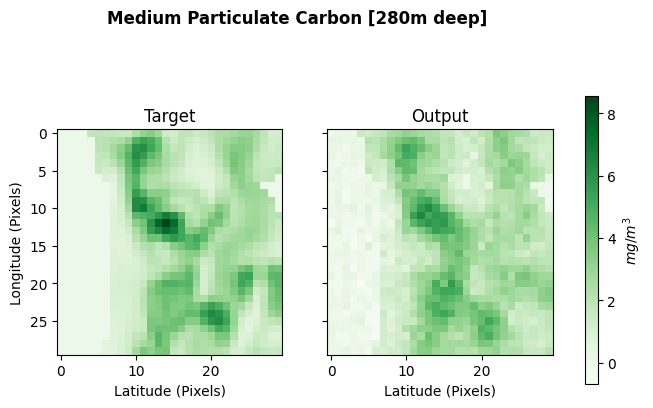 Medium Particulate Carbon [280m deep]
Target
Output
0
5
10
15
20
25
Longitude (Pixels)
0
10
20
Latitude (Pixels)
0
10
20
Latitude (Pixels)
8
6
4
2
0
mg/m³